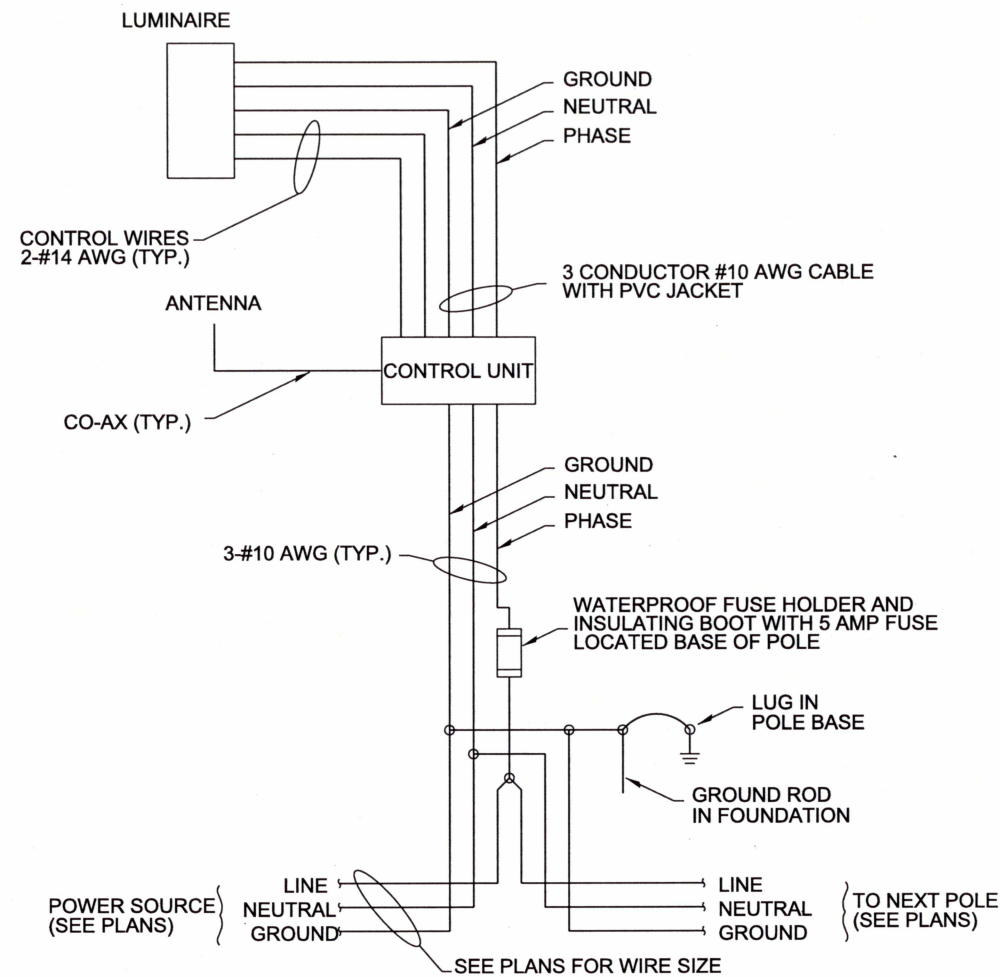 LUMINAIRE
GROUND
NEUTRAL
PHASE
CONTROL WIRES
2-#14 AWG (TYP.)
3 CONDUCTOR #10 AWG CABLE
WITH PVC JACKET
ANTENNA
CONTROL UNIT
CO-AX (TYP.)
GROUND
NEUTRAL
PHASE
3-#10 AWG (TYP.)
WATERPROOF FUSE HOLDER AND
INSULATING BOOT WITH 5 AMP FUSE
LOCATED BASE OF POLE
LUG IN
POLE BASE
GROUND ROD
IN FOUNDATION
POWER SOURCE
(SEE PLANS)
LINE
NEUTRAL
GROUND
LINE
NEUTRAL
GROUND
TO NEXT POLE
(SEE PLANS)
SEE PLANS FOR WIRE SIZE